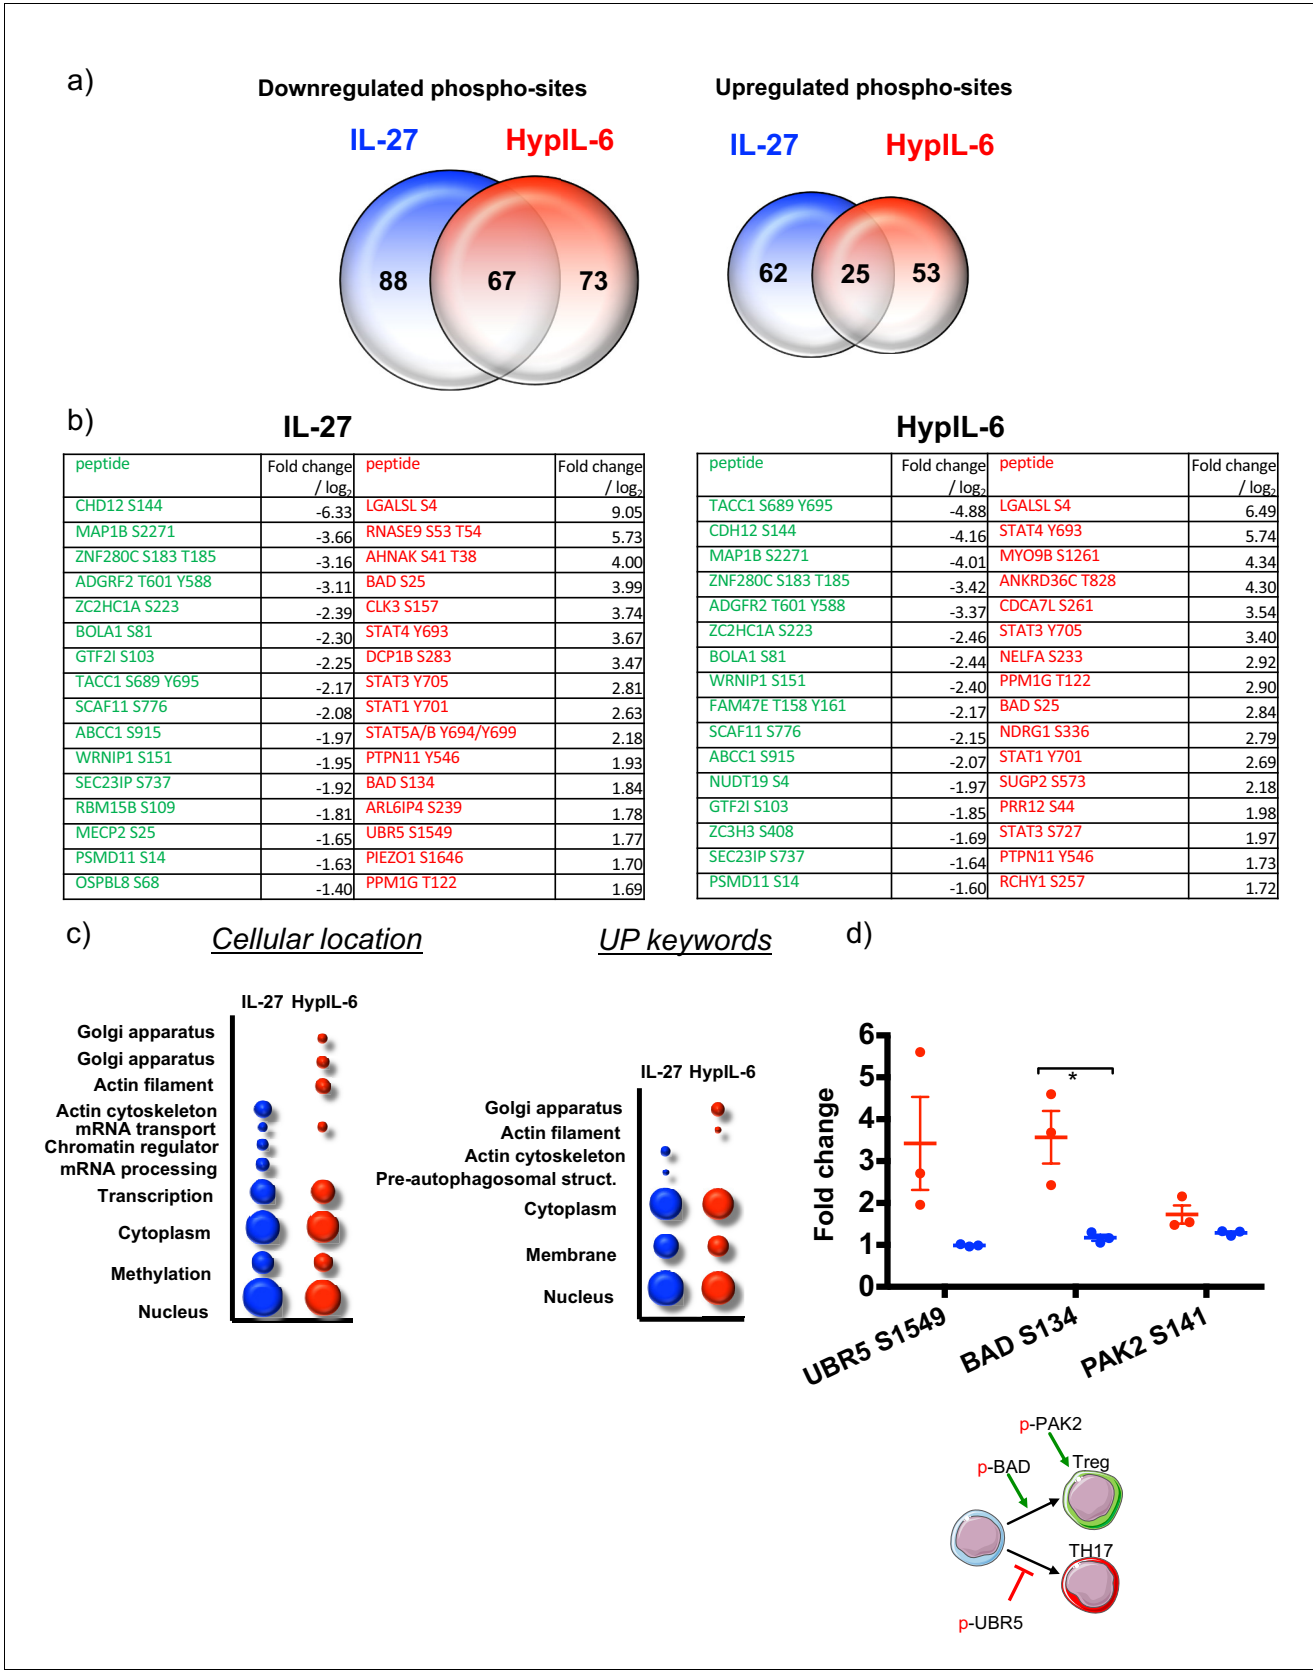 a)
Downregulated phospho-sites
Upregulated phospho-sites
IL-27 HypIL-6
IL-27 HypIL-6
88 67 73
62 25 53
b)
IL-27
peptide Fold change / log2 peptide Fold change / log2
CHD12 S144 -6.33 LGALSL S4 9.05
MAP1B S2271 -3.66 RNASE9 S53 T54 5.73
ZNF280C S183 T185 -3.16 AHNAK S41 T38 4.00
ADGRF2 T601 Y588 -3.11 BAD S25 3.99
ZC2HC1A S223 -2.39 CLK3 S157 3.74
BOLA1 S81 -2.30 STAT4 Y693 3.67
GTF2I S103 -2.25 DCP1B S283 3.47
TACC1 S689 Y695 -2.17 STAT3 Y705 2.81
SCAF11 S776 -2.08 STAT1 Y701 2.63
ABCC1 S915 -1.97 STAT5A/B Y694/Y699 2.18
WRNIP1 S151 -1.95 PTPN11 Y546 1.93
SEC23IP S737 -1.92 BAD S134 1.84
RBM15B S109 -1.81 ARL6IP4 S239 1.78
MECP2 S25 -1.65 UBR5 S1549 1.77
PSMD11 S14 -1.63 PIEZO1 S1646 1.70
OSPBL8 S68 -1.40 PPM1G T122 1.69
HypIL-6
peptide Fold change / log2 peptide Fold change / log2
TACC1 S689 Y695 -4.88 LGALSL S4 6.49
CDH12 S144 -4.16 STAT4 Y693 5.74
MAP1B S2271 -4.01 MYO9B S1261 4.34
ZNF280C S183 T185 -3.42 ANKRD36C T828 4.30
ADGFR2 T601 Y588 -3.37 CDCA7L S261 3.54
ZC2HC1A S223 -2.46 STAT3 Y705 3.40
BOLA1 S81 -2.44 NELFA S233 2.92
WRNIP1 S151 -2.40 PPM1G T122 2.90
FAM47E T158 Y161 -2.17 BAD S25 2.84
SCAF11 S776 -2.15 NDRG1 S336 2.79
ABCC1 S915 -2.07 STAT1 Y701 2.69
NUDT19 S4 -1.97 SUGP2 S573 2.18
GTF2I S103 -1.85 PRR12 S44 1.98
ZC3H3 S408 -1.69 STAT3 S727 1.97
SEC23IP S737 -1.64 PTPN11 Y546 1.73
PSMD11 S14 -1.60 RCHY1 S257 1.72
c)
Cellular location
IL-27 HypIL-6
Golgi apparatus
Golgi apparatus
Actin filament
Actin cytoskeleton
mRNA transport
Chromatin regulator
mRNA processing
Transcription
Cytoplasm
Methylation
Nucleus
UP keywords
IL-27 HypIL-6
Golgi apparatus
Actin filament
Actin cytoskeleton
Pre-autophagosomal struct.
Cytoplasm
Membrane
Nucleus
d)
Fold change
6
5
4
3
2
1
0
*
UBR5 S1549
BAD S134
PAK2 S141
p-PAK2
p-BAD
Treg
TH17
p-UBR5